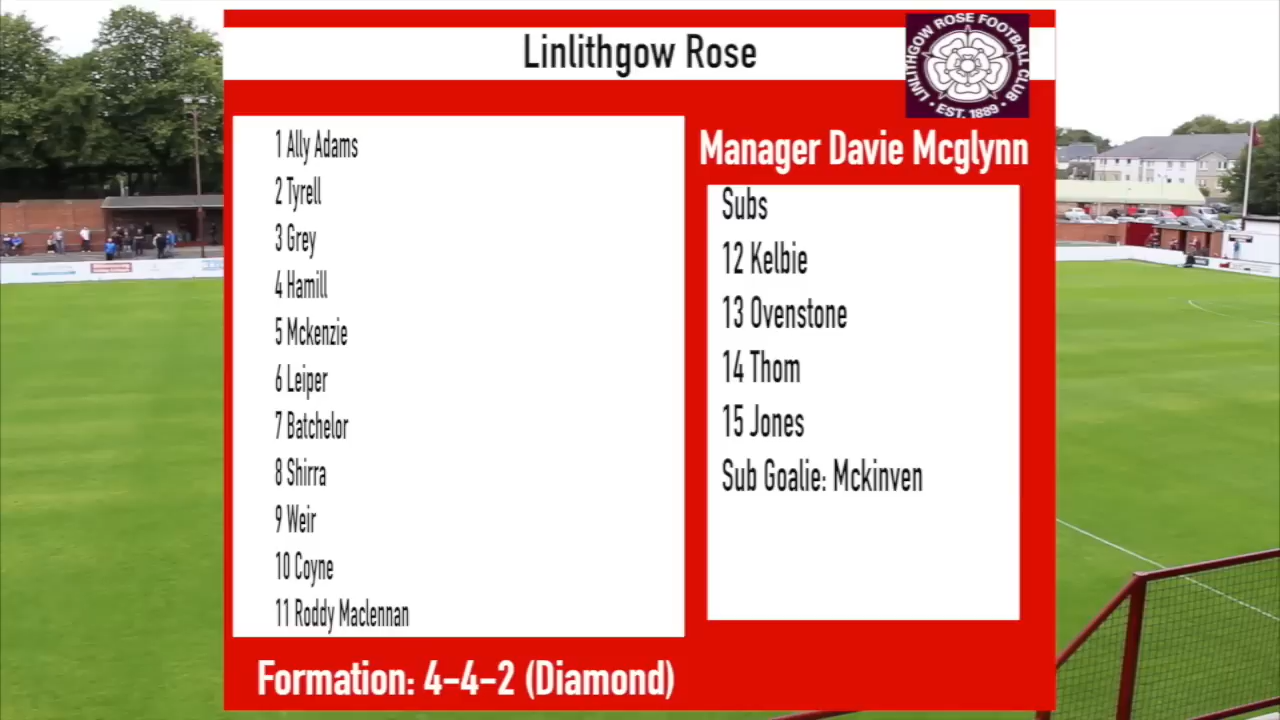 Linlithgow Rose
LINLITHGOW ROSE FOOTBALL CLUB
• EST. 1889 •
1 Ally Adams
2 Tyrell
3 Grey
4 Hamill
5 Mckenzie
6 Leiper
7 Batchelor
8 Shirra
9 Weir
10 Coyne
11 Roddy Maclennan
Manager Davie Mcglynn
Subs
12 Kelbie
13 Ovenstone
14 Thom
15 Jones
Sub Goalie: Mckinven
Formation: 4-4-2 (Diamond)